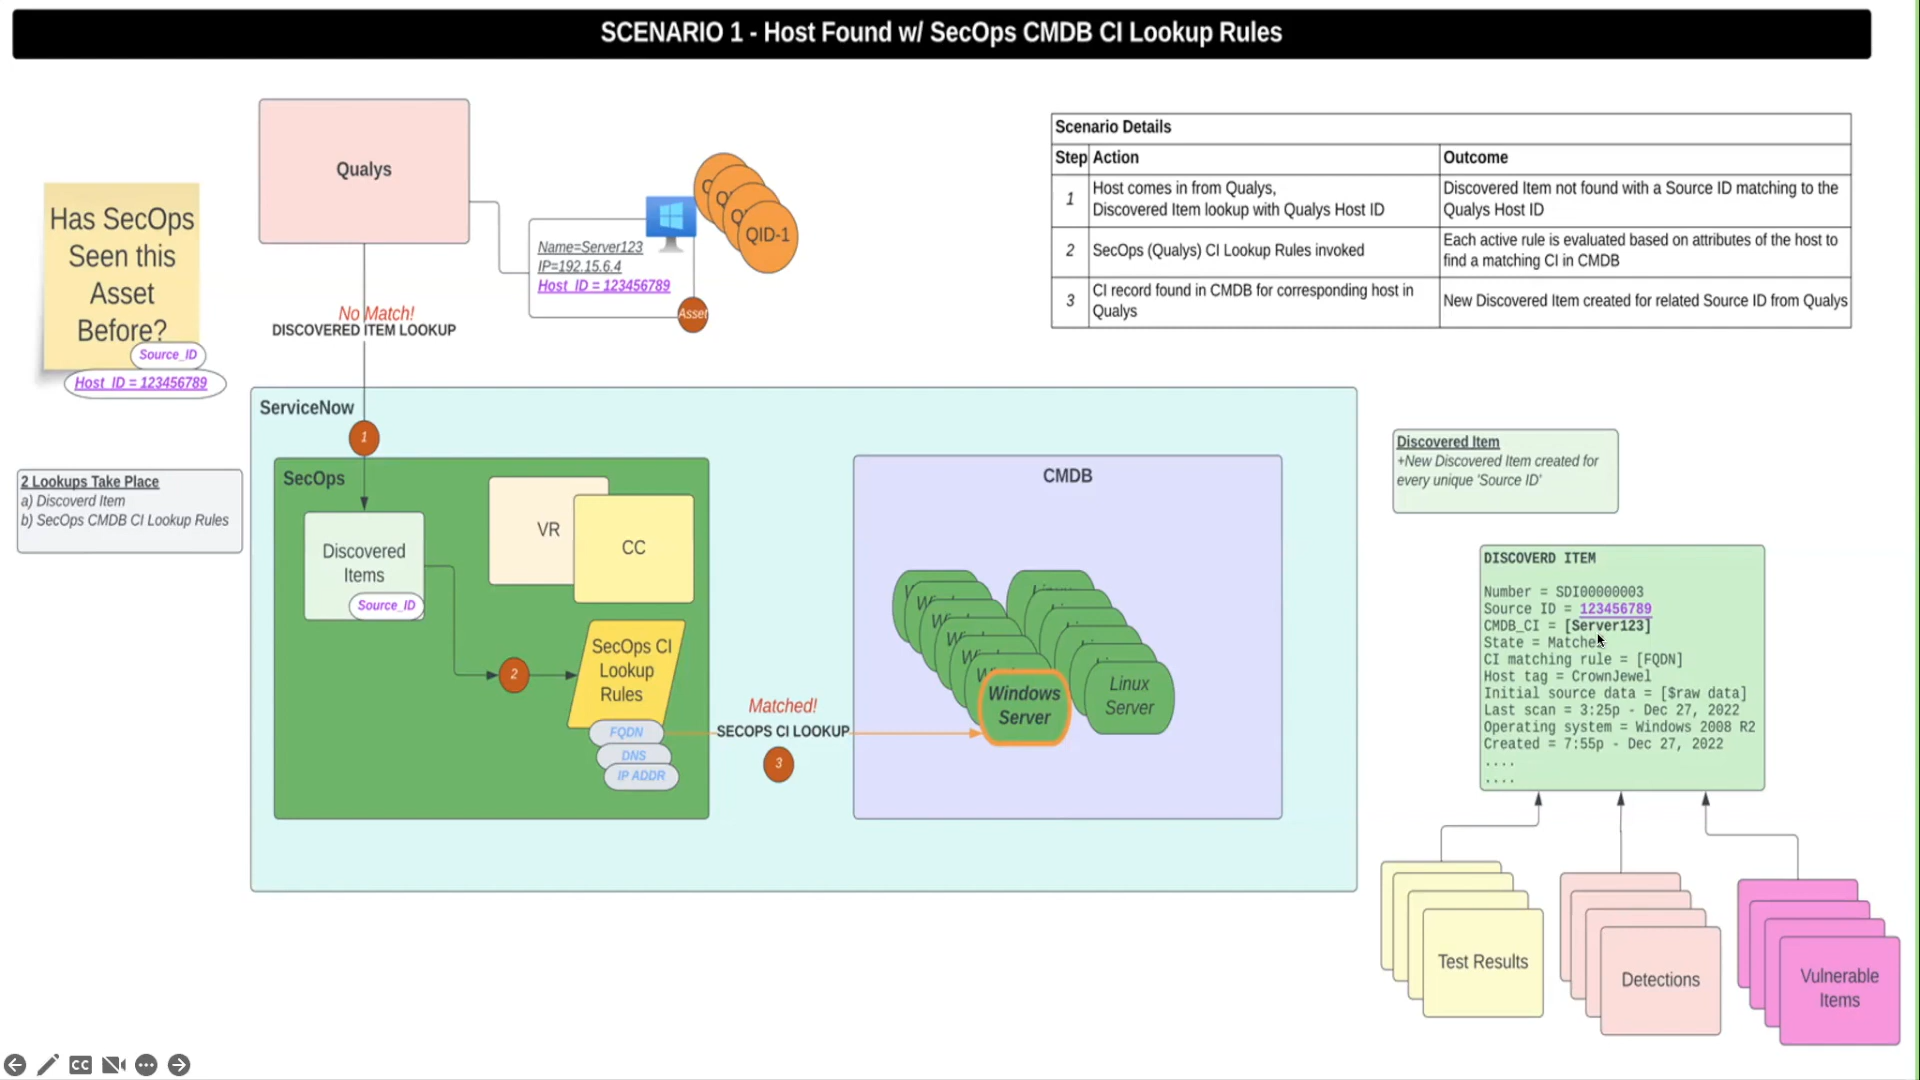 SCENARIO 1 - Host Found w/ SecOps CMDB CI Lookup Rules
Qualys
Has SecOps
Seen this
Asset
Before?
Source_ID
Host_ID = 123456789
Name=Server123
IP=192.15.6.4
Host_ID = 123456789
QID-1
Asset
No Match!
DISCOVERED ITEM LOOKUP
Scenario Details
Step Action Outcome
1 Host comes in from Qualys,
Discovered Item lookup with Qualys Host ID
Discovered Item not found with a Source ID matching to the
Qualys Host ID
2 SecOps (Qualys) CI Lookup Rules invoked
Each active rule is evaluated based on attributes of the host to
find a matching CI in CMDB
3 CI record found in CMDB for corresponding host in
Qualys
New Discovered Item created for related Source ID from Qualys
2 Lookups Take Place
a) Discoverd Item
b) SecOps CMDB CI Lookup Rules
ServiceNow
1
SecOps
Discovered
Items
Source_ID
VR
CC
2
SecOps CI
Lookup
Rules
FQDN
DNS
IP ADDR
Matched!
SECOPS CI LOOKUP
3
CMDB
Windows
Server
Linux
Server
Discovered Item
+New Discovered Item created for
every unique 'Source ID'
DISCOVERD ITEM
Number = SDI00000003
Source ID = 123456789
CMDB_CI = [Server123]
State = Matched
CI matching rule = [FQDN]
Host tag = CrownJewel
Initial source data = [$raw data]
Last scan = 3:25p - Dec 27, 2022
Operating system = Windows 2008 R2
Created = 7:55p - Dec 27, 2022
....
....
Test Results
Detections
Vulnerable
Items
CC